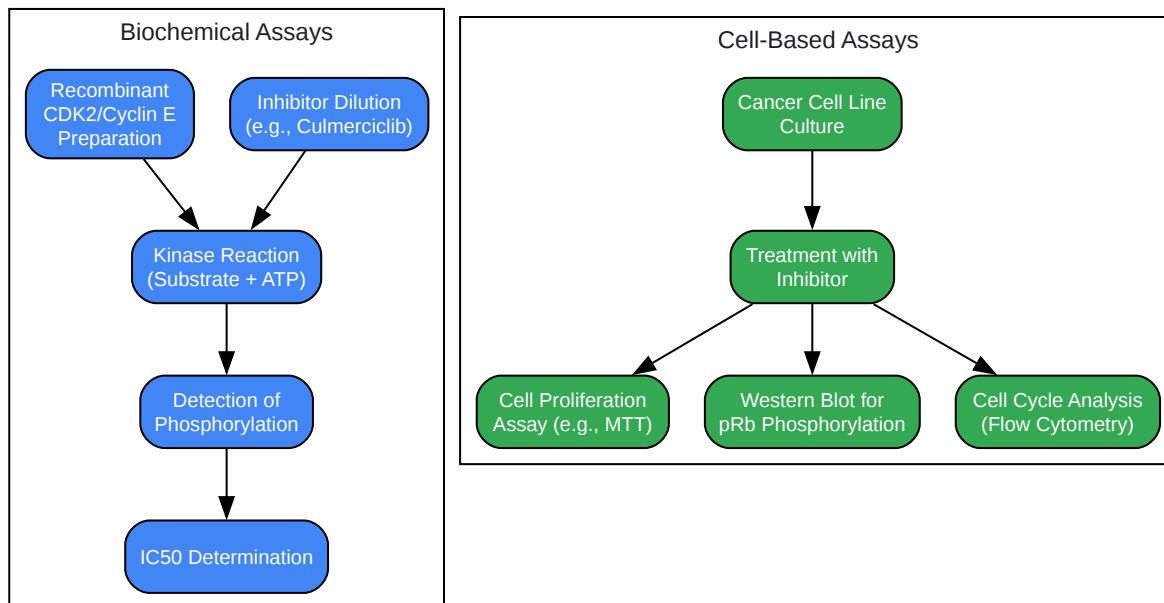 Biochemical Assays
Recombinant
CDK2/Cyclin E
Preparation
Inhibitor Dilution
(e.g., Culmerciclib)
Kinase Reaction
(Substrate + ATP)
Detection of
Phosphorylation
IC50 Determination
Cell-Based Assays
Cancer Cell Line
Culture
Treatment with
Inhibitor
Cell Proliferation
Assay (e.g., MTT)
Western Blot for
pRb Phosphorylation
Cell Cycle Analysis
(Flow Cytometry)